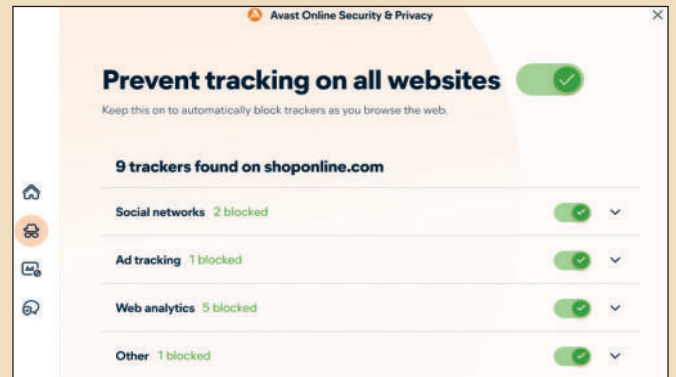 Avast Online Security & Privacy
Prevent tracking on all websites
Keep this on to automatically block trackers as you browse the web.
9 trackers found on shoponline.com
Social networks 2 blocked
Ad tracking 1 blocked
Web analytics 5 blocked
Other 1 blocked